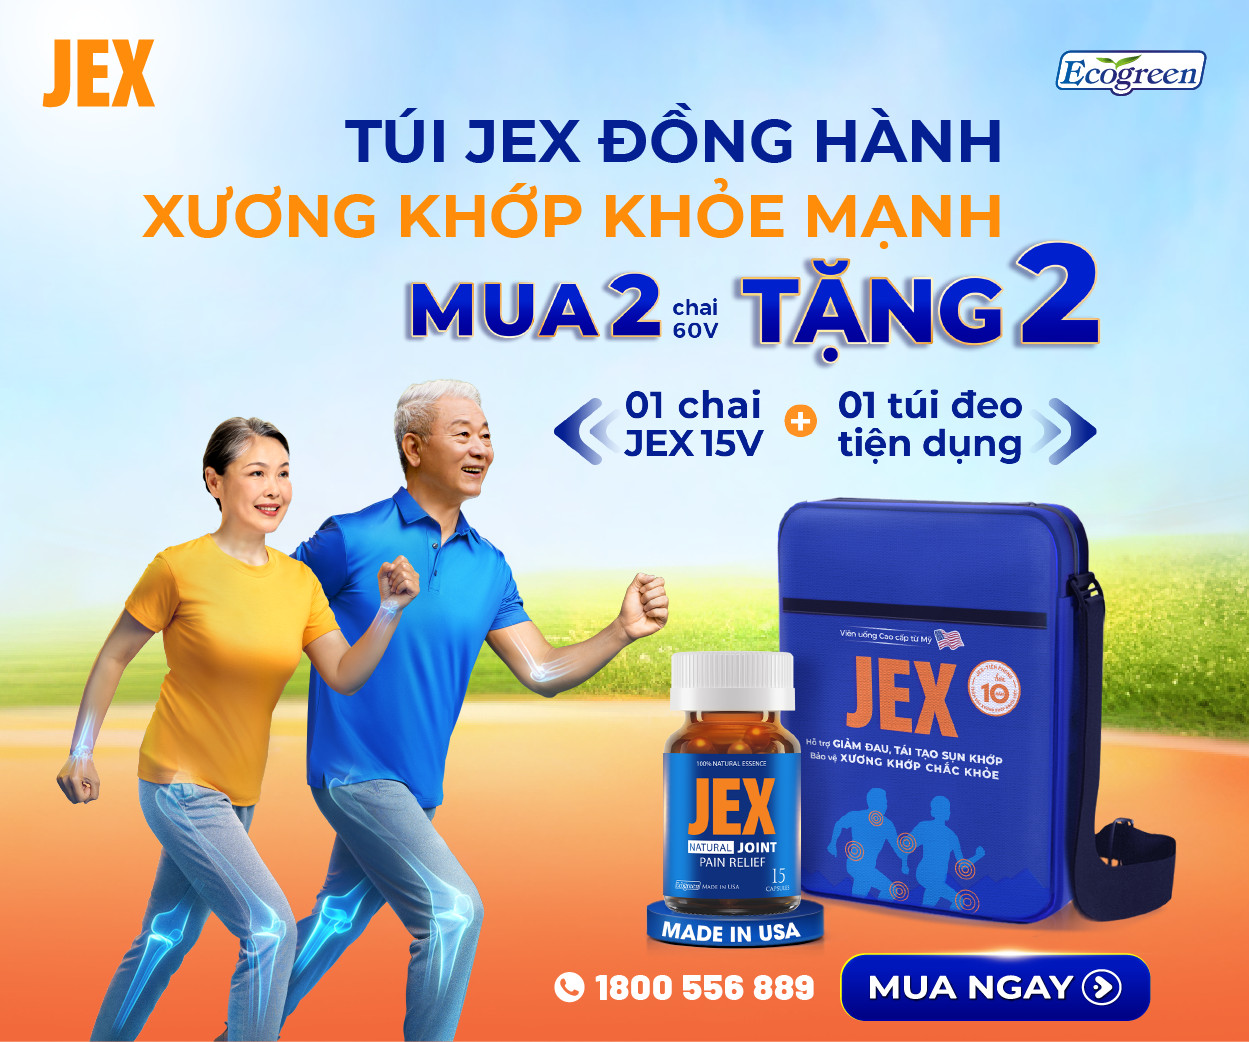 JEX
Ecogreen
TÚI JEX ĐỒNG HÀNH
XƯƠNG KHỚP KHỎE MẠNH
MUA 2 chai 60V TẶNG 2
01 chai
JEX 15V
+
01 túi đeo
tiện dụng
Viên uống Cao cấp từ Mỹ
JEX
10
Hỗ trợ GIẢM ĐAU, TÁI TẠO SỤN KHỚP
Bảo vệ XƯƠNG KHỚP CHẮC KHỎE
100% NATURAL ESSENCE
JEX
NATURAL JOINT
PAIN RELIEF
15
CAPSULES
Ecogreen MADE IN USA
MADE IN USA
1800 556 889
MUA NGAY